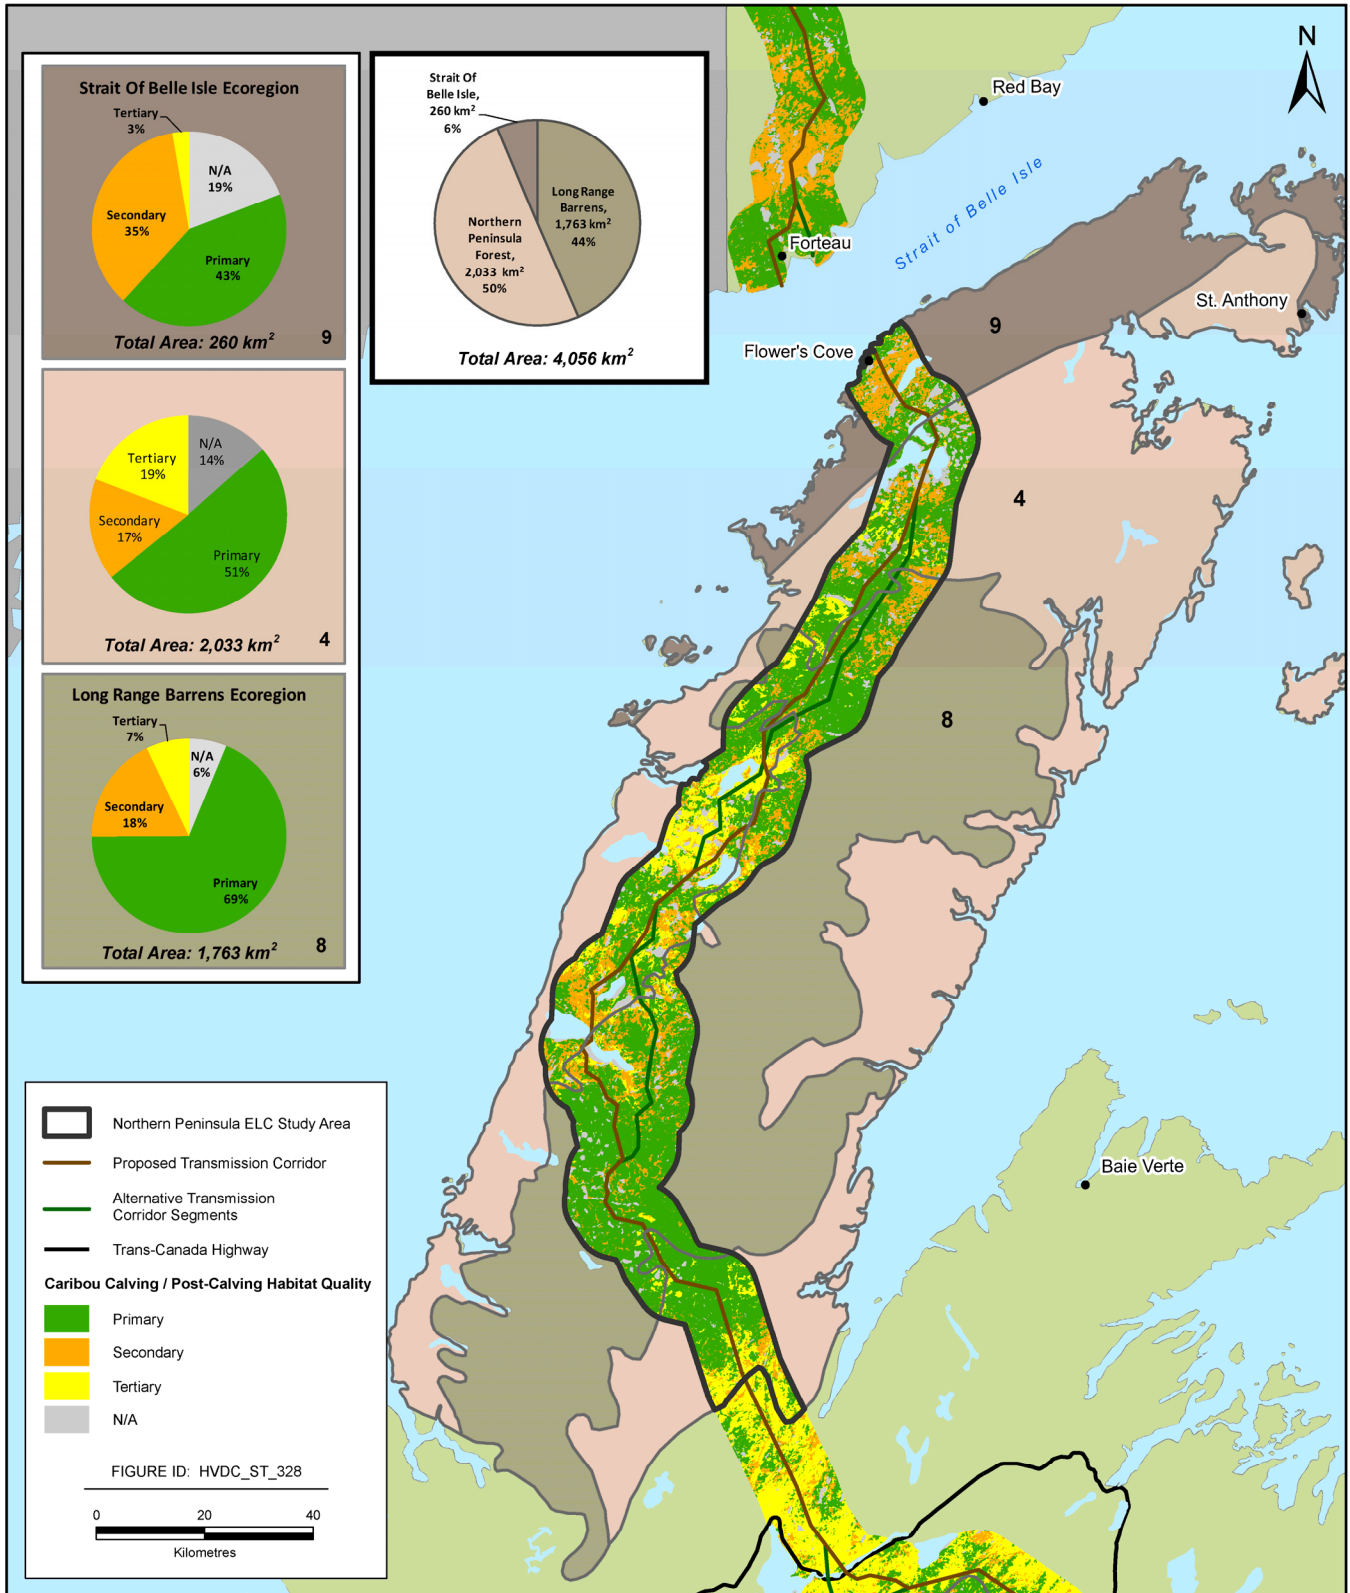 Strait Of Belle Isle Ecoregion
Tertiary
3%
N/A
19%
Secondary
35%
Primary
43%
Total Area: 260 km²
9
N/A
14%
Tertiary
19%
Secondary
17%
Primary
51%
Total Area: 2,033 km²
4
Long Range Barrens Ecoregion
Tertiary
7%
N/A
6%
Secondary
18%
Primary
69%
Total Area: 1,763 km²
8
Strait Of
Belle Isle,
260 km²
6%
Long Range
Barrens,
1,763 km²
44%
Northern
Peninsula
Forest,
2,033 km²
50%
Total Area: 4,056 km²
N
Red Bay
Strait of Belle Isle
Forteau
St. Anthony
9
Flower's Cove
4
8
Baie Verte
Northern Peninsula ELC Study Area
Proposed Transmission Corridor
Alternative Transmission
Corridor Segments
Trans-Canada Highway
Caribou Calving / Post-Calving Habitat Quality
Primary
Secondary
Tertiary
N/A
FIGURE ID: HVDC_ST_328
0 20 40
Kilometres